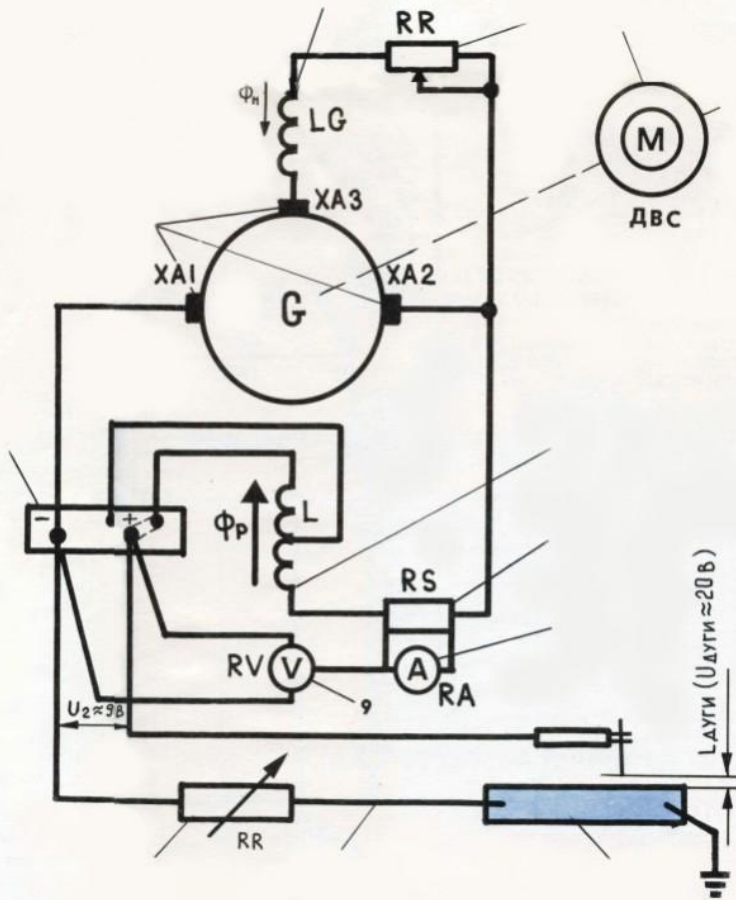 RR
Φн
LG
М
ДВС
XA3
XA1
XA2
G
- +
Φр
L
RS
RV
V
A
RA
9
U₂≈9В
Lдуги (Uдуги≈20В)
RR